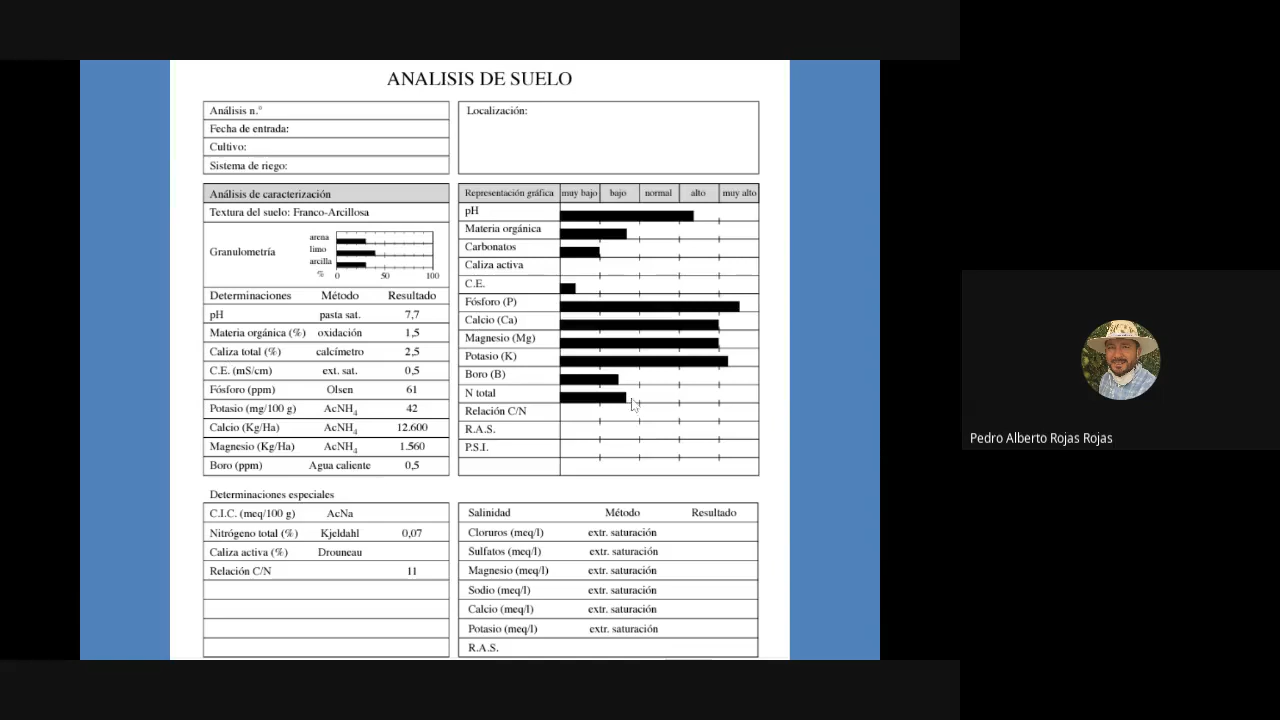 ANALISIS DE SUELO
Análisis n.°
Fecha de entrada:
Cultivo:
Sistema de riego:
Localización:
Análisis de caracterización
Textura del suelo: Franco-Arcillosa
Granulometría
arena
limo
arcilla
% 0 50 100
Determinaciones Método Resultado
pH pasta sat. 7,7
Materia orgánica (%) oxidación 1,5
Caliza total (%) calcímetro 2,5
C.E. (mS/cm) ext. sat. 0,5
Fósforo (ppm) Olsen 61
Potasio (mg/100 g) AcNH4 42
Calcio (Kg/Ha) AcNH4 12.600
Magnesio (Kg/Ha) AcNH4 1.560
Boro (ppm) Agua caliente 0,5
Representación gráfica muy bajo bajo normal alto muy alto
pH
Materia orgánica
Carbonatos
Caliza activa
C.E.
Fósforo (P)
Calcio (Ca)
Magnesio (Mg)
Potasio (K)
Boro (B)
N total
Relación C/N
R.A.S.
P.S.I.
Determinaciones especiales
C.I.C. (meq/100 g) AcNa
Nitrógeno total (%) Kjeldahl 0,07
Caliza activa (%) Drouneau
Relación C/N 11
Salinidad Método Resultado
Cloruros (meq/l) extr. saturación
Sulfatos (meq/l) extr. saturación
Magnesio (meq/l) extr. saturación
Sodio (meq/l) extr. saturación
Calcio (meq/l) extr. saturación
Potasio (meq/l) extr. saturación
R.A.S.
Pedro Alberto Rojas Rojas